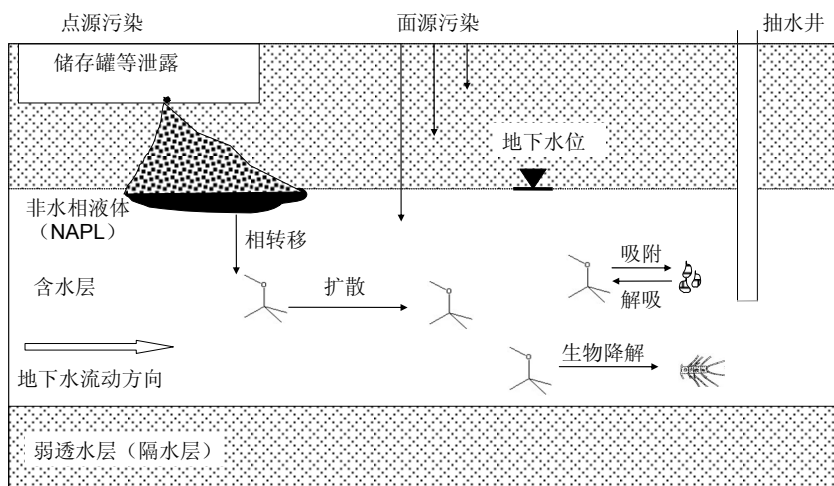 点源污染
面源污染
抽水井
储存罐等泄露
地下水位
非水相液体
（NAPL）
相转移
吸附
含水层
扩散
解吸
生物降解
地下水流动方向
弱透水层（隔水层）